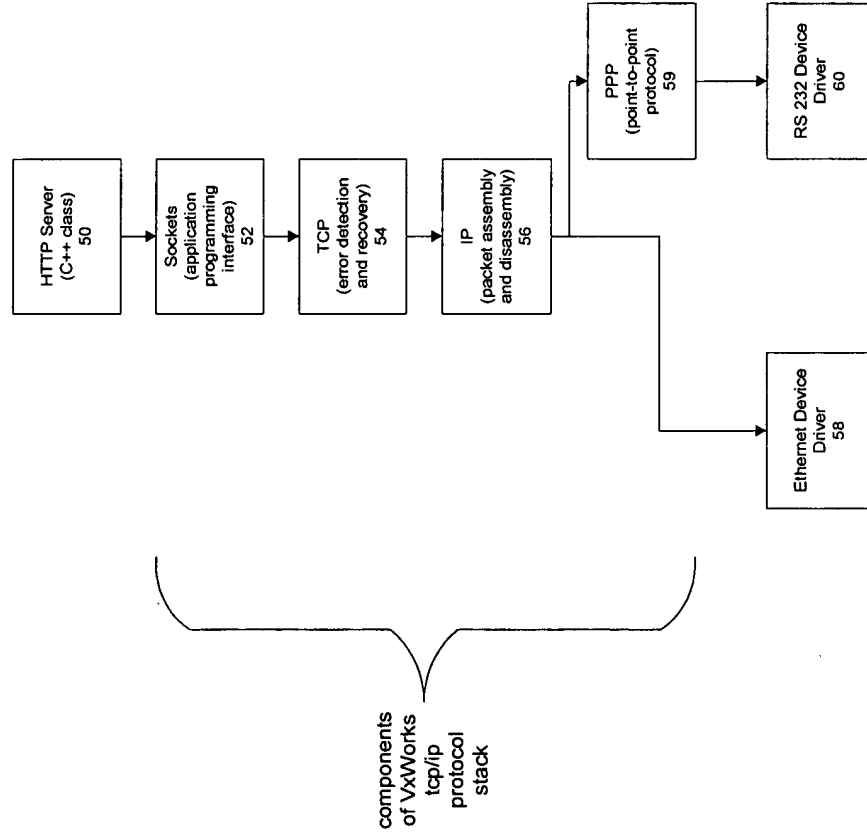 HTTP Server
(C++ class)
50
Sockets
(application
programming
interface)
52
TCP
(error detection
and recovery)
54
IP
(packet assembly
and disassembly)
56
PPP
(point-to-point
protocol)
59
Ethernet Device
Driver
58
RS 232 Device
Driver
60
components
of VxWorks
tcp/ip
protocol
stack